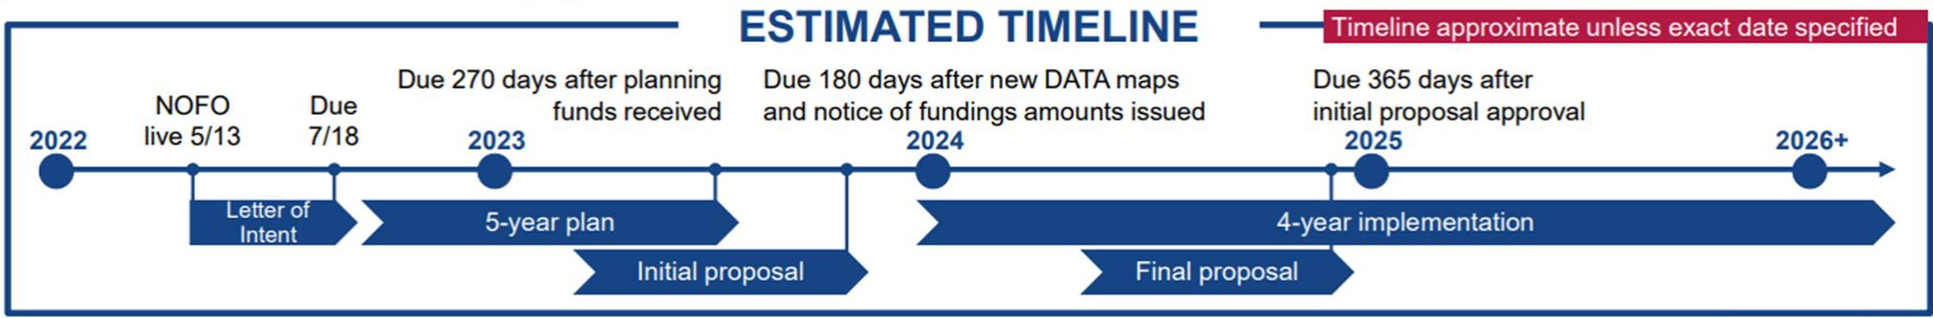 ESTIMATED TIMELINE
Timeline approximate unless exact date specified
NOFO
live 5/13
Due
7/18
Due 270 days after planning
funds received
Due 180 days after new DATA maps
and notice of fundings amounts issued
Due 365 days after
initial proposal approval
2022
2023
2024
2025
2026+
Letter of
Intent
5-year plan
4-year implementation
Initial proposal
Final proposal